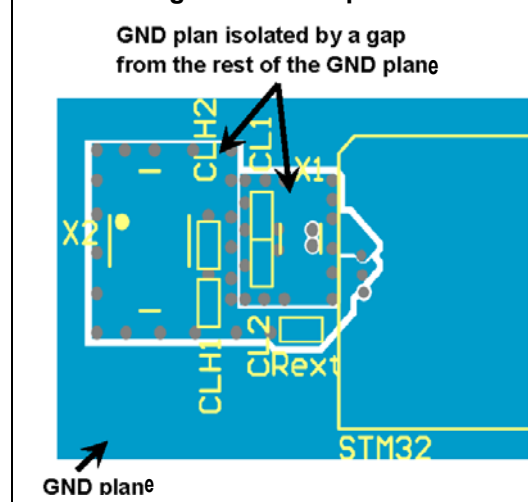 GND plan isolated by a gap
from the rest of the GND plane
CLH2
CL1
X1
X2
CLH1
CL2
Rext
STM32
GND plane